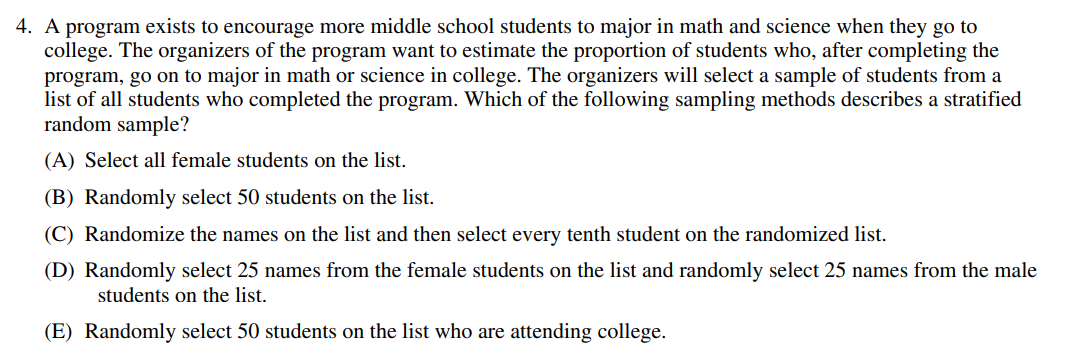 4. A program exists to encourage more middle school students to major in math and science when they go to
college. The organizers of the program want to estimate the proportion of students who, after completing the
program, go on to major in math or science in college. The organizers will select a sample of students from a
list of all students who completed the program. Which of the following sampling methods describes a stratified
random sample?
(A) Select all female students on the list.
(B) Randomly select 50 students on the list.
(C) Randomize the names on the list and then select every tenth student on the randomized list.
(D) Randomly select 25 names from the female students on the list and randomly select 25 names from the male
students on the list.
(E) Randomly select 50 students on the list who are attending college.